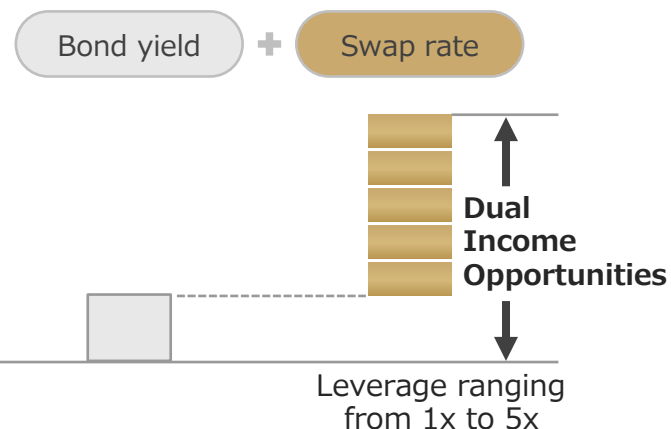 Bond yield + Swap rate
Dual
Income
Opportunities
Leverage ranging
from 1x to 5x